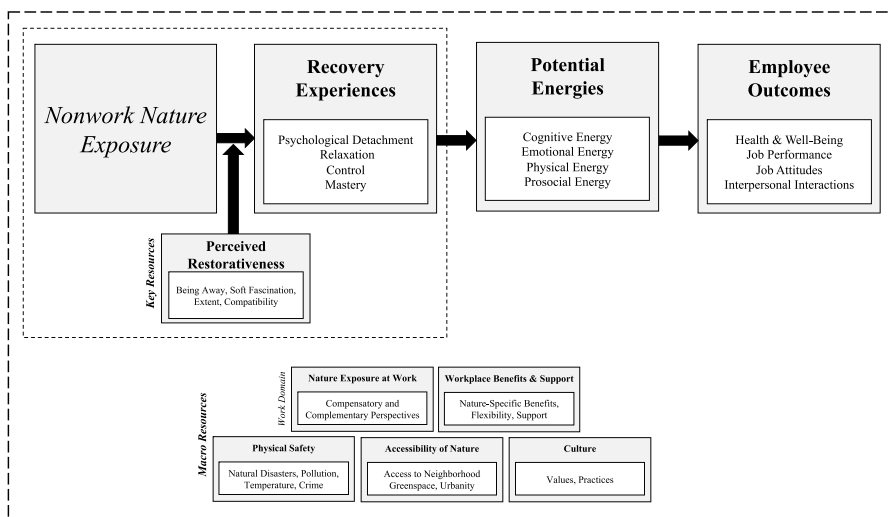 Nonwork Nature
Exposure
Recovery
Experiences
Psychological Detachment
Relaxation
Control
Mastery
Potential
Energies
Cognitive Energy
Emotional Energy
Physical Energy
Prosocial Energy
Employee
Outcomes
Health & Well-Being
Job Performance
Job Attitudes
Interpersonal Interactions
Key Resources
Perceived
Restorativeness
Being Away, Soft Fascination,
Extent, Compatibility
Macro Resources
Work Domain
Nature Exposure at Work
Compensatory and
Complementary Perspectives
Workplace Benefits & Support
Nature-Specific Benefits,
Flexibility, Support
Physical Safety
Natural Disasters, Pollution,
Temperature, Crime
Accessibility of Nature
Access to Neighborhood
Greenspace, Urbanity
Culture
Values, Practices